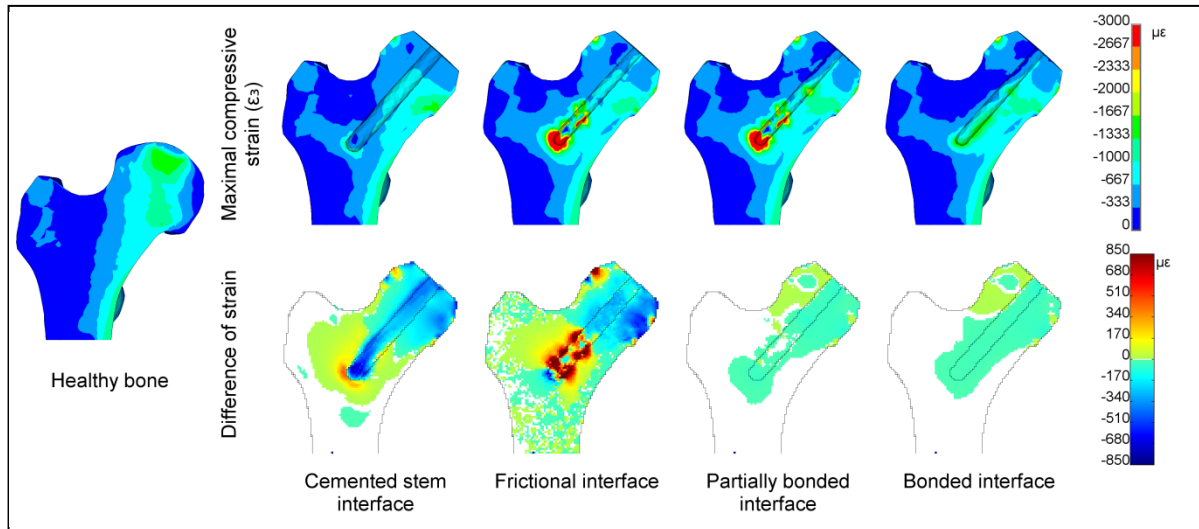 Maximal compressive
strain (ε₃)
-3000
-2667
-2333
-2000
-1667
-1333
-1000
-667
-333
0
με
Healthy bone
Difference of strain
850
680
510
340
170
0
-170
-340
-510
-680
-850
με
Cemented stem
interface
Frictional interface
Partially bonded
interface
Bonded interface